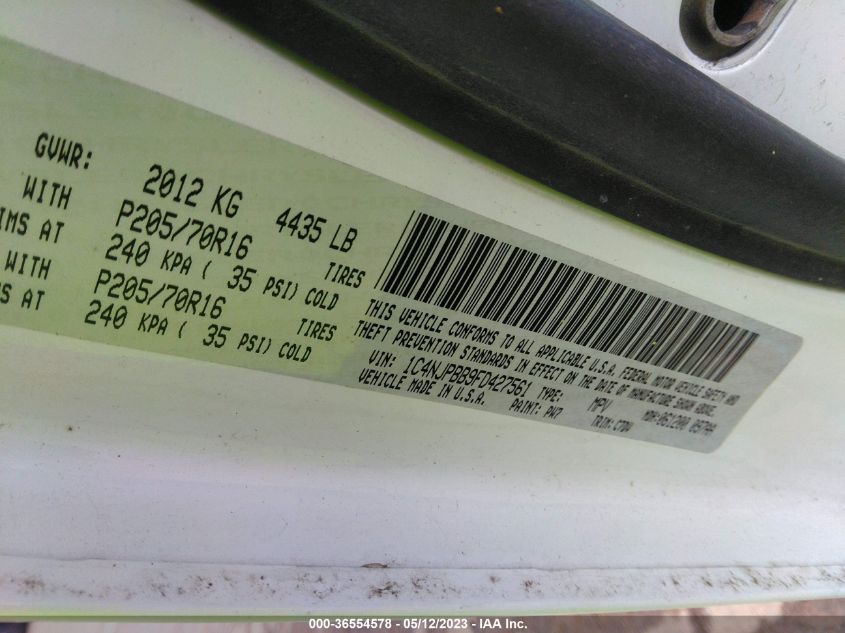 GVWR: 2012 KG 4435 LB
WITH P205/70R16 TIRES
IMS AT 240 KPA ( 35 PSI) COLD
WITH P205/70R16 TIRES
S AT 240 KPA ( 35 PSI) COLD
THIS VEHICLE CONFORMS TO ALL APPLICABLE U.S.A. FEDERAL MOTOR VEHICLE SAFETY AND
THEFT PREVENTION STANDARDS IN EFFECT ON THE DATE OF MANUFACTURE SHOWN ABOVE.
VIN: 1C4NJPBB9FD427561 TYPE: MPV MDH:
VEHICLE MADE IN U.S.A. PAINT: PW7 TRIM:
000-36554578 - 05/12/2023 - IAA Inc.